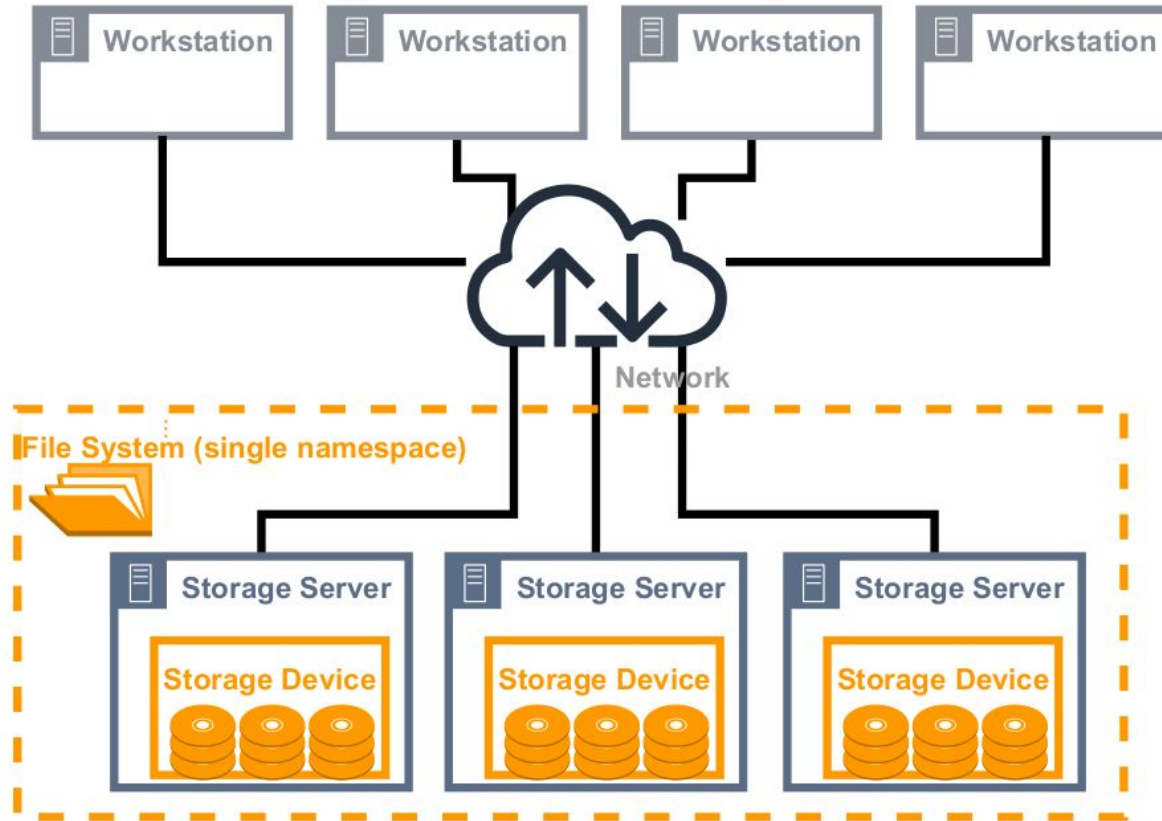 Workstation
Workstation
Workstation
Workstation
Network
File System (single namespace)
Storage Server
Storage Server
Storage Server
Storage Device
Storage Device
Storage Device